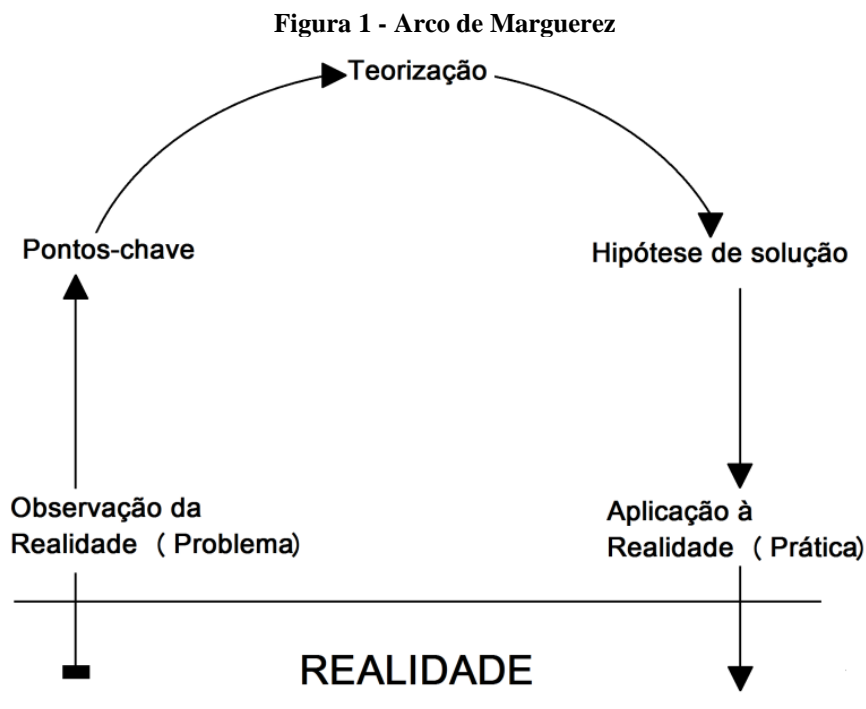 Figura 1 - Arco de Marguerez
Teorização
Pontos-chave
Hipótese de solução
Observação da
Realidade ( Problema)
Aplicação à
Realidade ( Prática)
REALIDADE